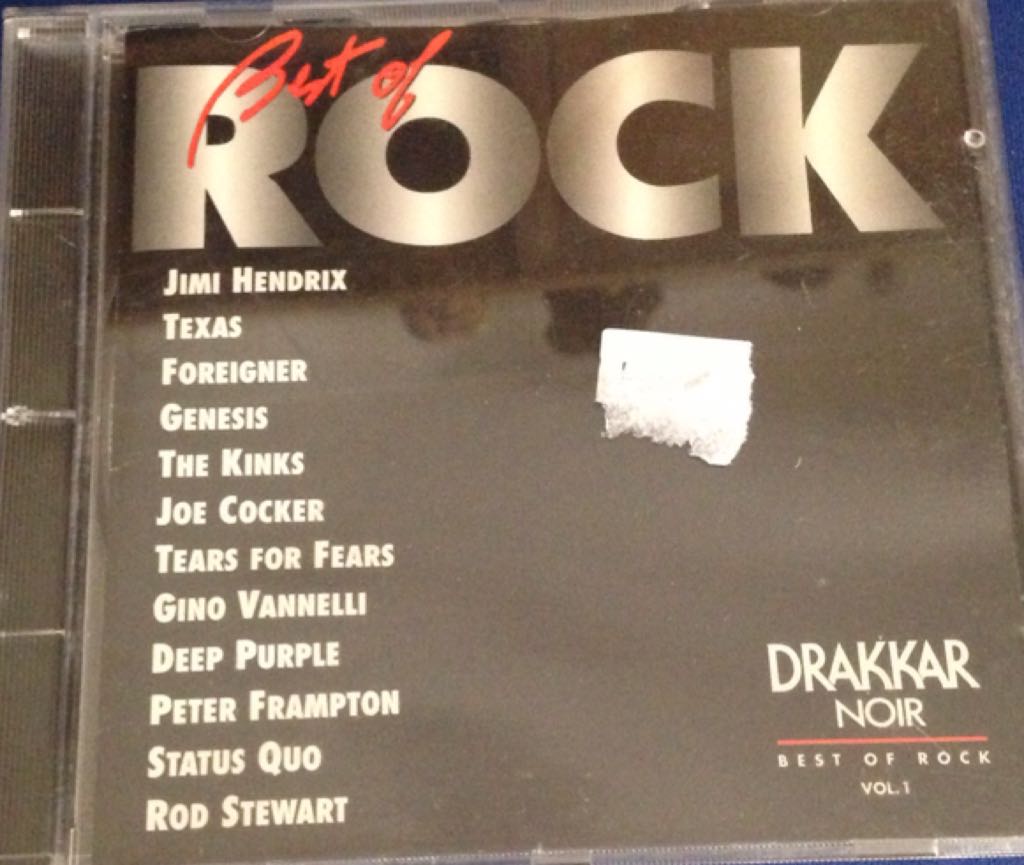 Best of
ROCK
JIMI HENDRIX
TEXAS
FOREIGNER
GENESIS
THE KINKS
JOE COCKER
TEARS FOR FEARS
GINO VANNELLI
DEEP PURPLE
PETER FRAMPTON
STATUS QUO
ROD STEWART
DRAKKAR
NOIR
BEST OF ROCK
VOL.1